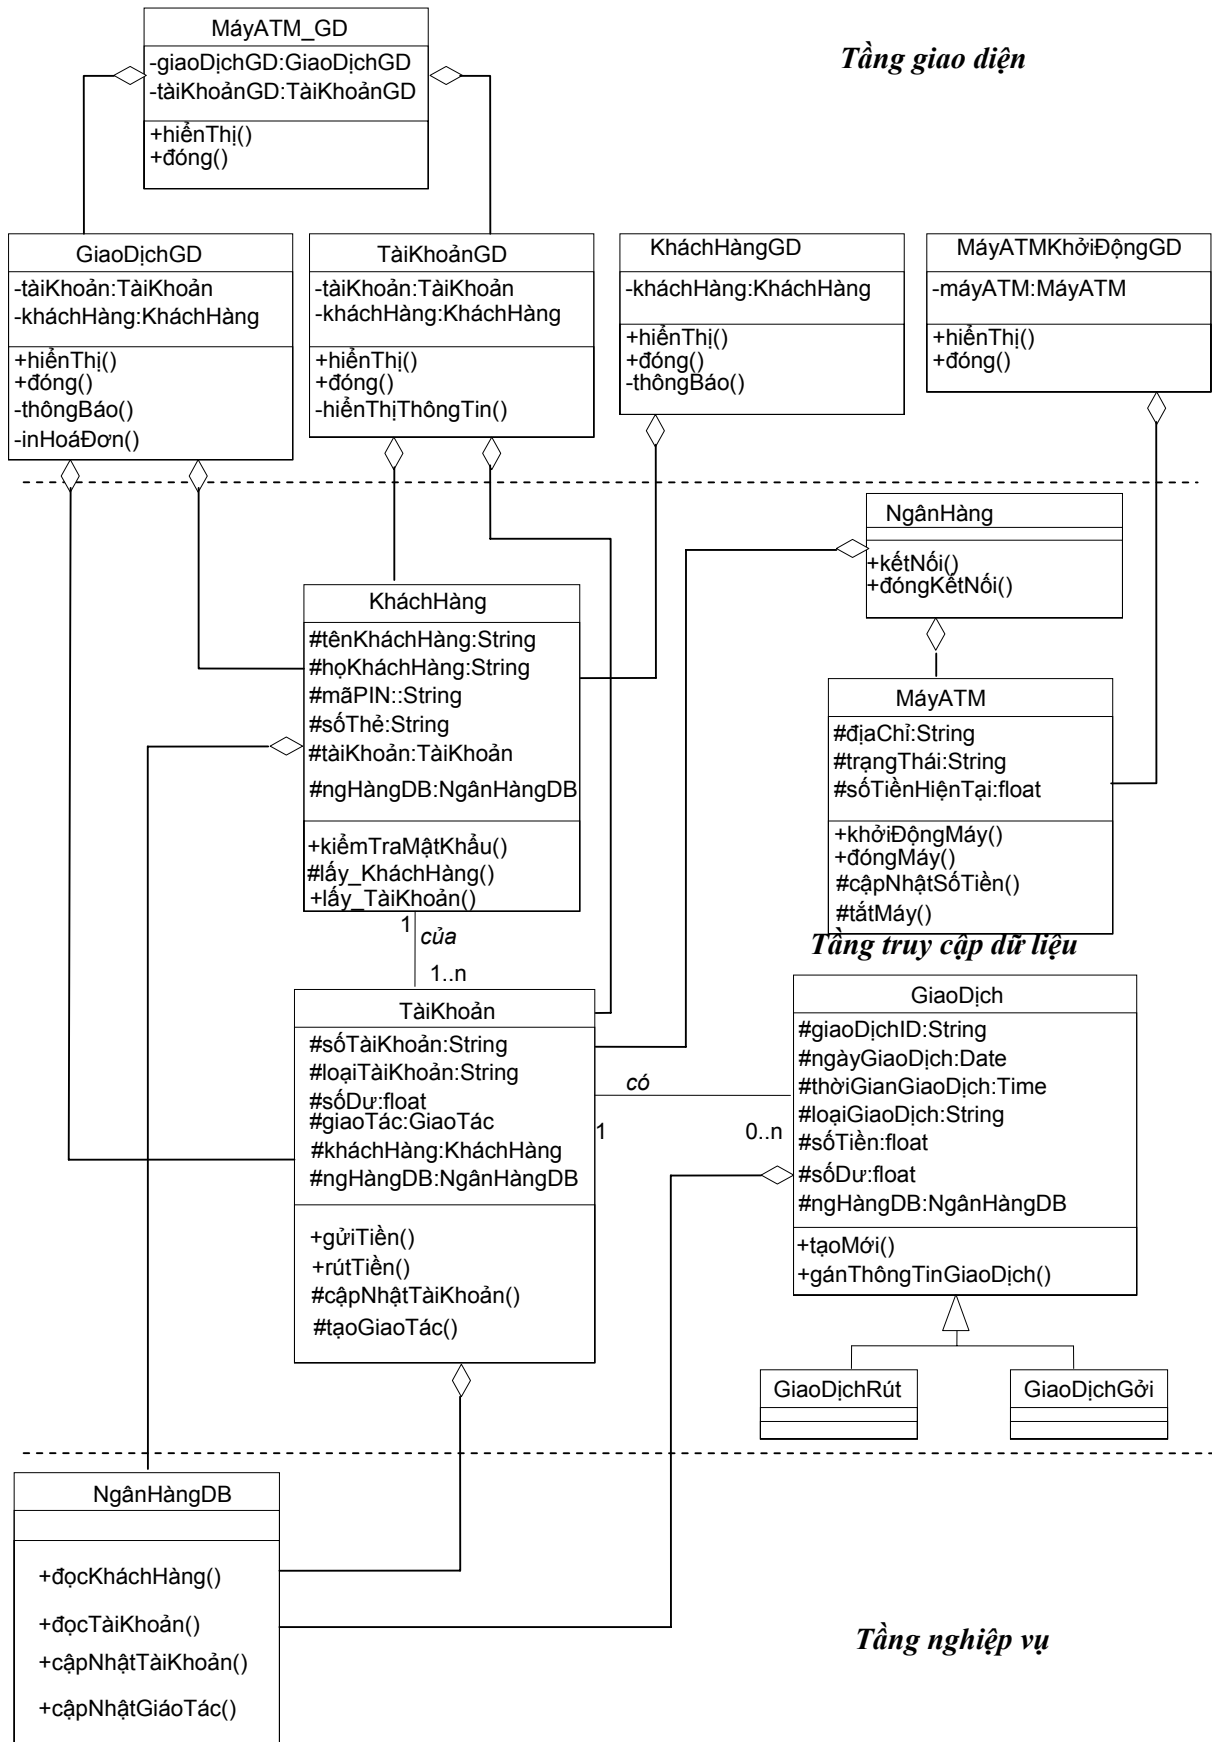 MáyATM_GD
-giaoDịchGD:GiaoDịchGD
-tàiKhoảnGD:TàiKhoảnGD
+hiểnThị()
+đóng()
Tầng giao diện
GiaoDịchGD
-tàiKhoản:TàiKhoản
-kháchHàng:KháchHàng
+hiểnThị()
+đóng()
-thôngBáo()
-inHoáĐơn()
TàiKhoảnGD
-tàiKhoản:TàiKhoản
-kháchHàng:KháchHàng
+hiểnThị()
+đóng()
-hiểnThịThôngTin()
KháchHàngGD
-kháchHàng:KháchHàng
+hiểnThị()
+đóng()
-thôngBáo()
MáyATMKhởiĐộngGD
-máyATM:MáyATM
+hiểnThị()
+đóng()
NgânHàng
+kếtNối()
+đóngKếtNối()
KháchHàng
#tênKháchHàng:String
#họKháchHàng:String
#mãPIN::String
#sốThẻ:String
#tàiKhoản:TàiKhoản
#ngHàngDB:NgânHàngDB
+kiểmTraMậtKhẩu()
#lấy_KháchHàng()
+lấy_TàiKhoản()
MáyATM
#địaChỉ:String
#trạngThái:String
#sốTiềnHiệnTại:float
+khởiĐộngMáy()
+đóngMáy()
#cậpNhậtSốTiền()
#tắtMáy()
1
của
1..n
Tầng truy cập dữ liệu
TàiKhoản
#sốTàiKhoản:String
#loạiTàiKhoản:String
#sốDư:float
#giaoTác:GiaoTác
#kháchHàng:KháchHàng
#ngHàngDB:NgânHàngDB
+gửiTiền()
+rútTiền()
#cậpNhậtTàiKhoản()
#tạoGiaoTác()
có
1
0..n
GiaoDịch
#giaoDịchID:String
#ngàyGiaoDịch:Date
#thờiGianGiaoDịch:Time
#loạiGiaoDịch:String
#sốTiền:float
#sốDư:float
#ngHàngDB:NgânHàngDB
+tạoMới()
+gánThôngTinGiaoDịch()
GiaoDịchRút
GiaoDịchGởi
NgânHàngDB
+đọcKháchHàng()
+đọcTàiKhoản()
+cậpNhậtTàiKhoản()
+cậpNhậtGiáoTác()
Tầng nghiệp vụ